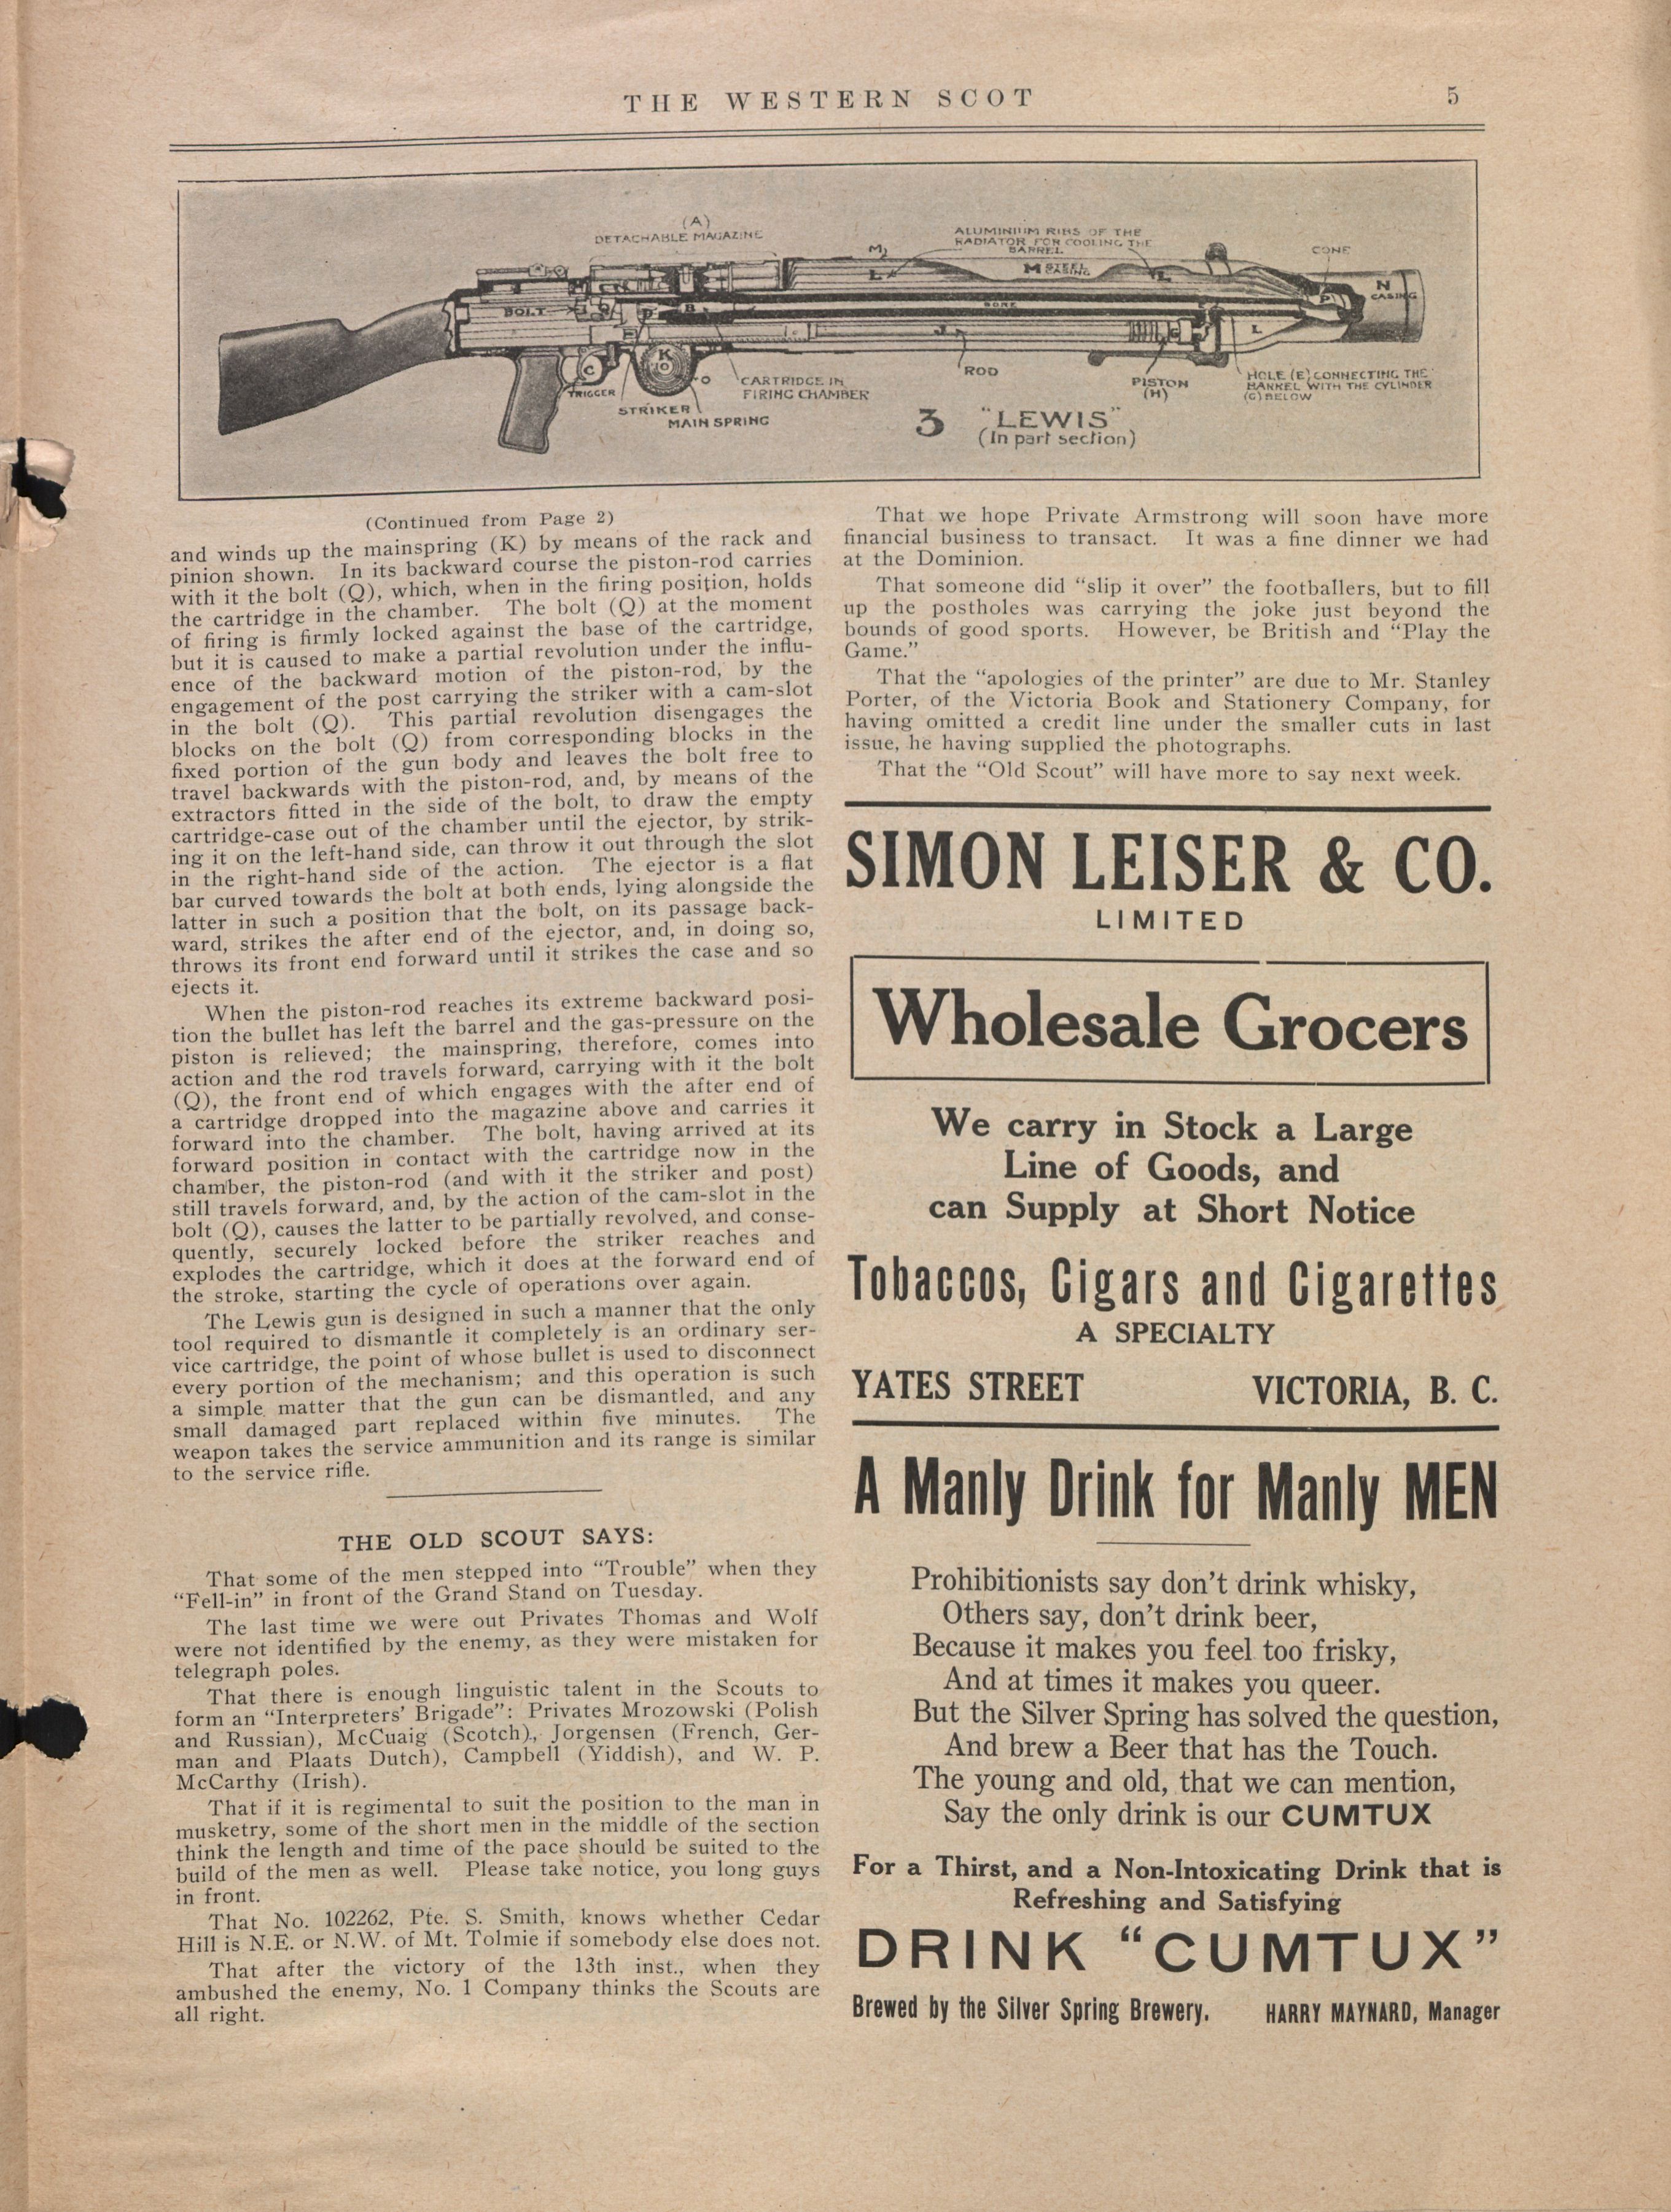 THE WESTERN SCOT
5
(A)
DETACHABLE MAGAZINE
ALUMINIUM RIBS OF THE
RADIATOR FOR COOLING THE
BARREL
CONE
M
L
M STEEL
CASING
L
N
CASING
P
BOLT
BORE
J
L
K
C
O
TRIGGER
STRIKER
MAIN SPRING
CARTRIDGE IN
FIRING CHAMBER
ROD
PISTON
(H)
HOLE (E) CONNECTING THE
BARREL WITH THE CYLINDER
(G) BELOW
3 "LEWIS"
(In part section)
(Continued from Page 2)
and winds up the mainspring (K) by means of the rack and
pinion shown. In its backward course the piston-rod carries
with it the bolt (Q), which, when in the firing position, holds
the cartridge in the chamber. The bolt (Q) at the moment
of firing is firmly locked against the base of the cartridge,
but it is caused to make a partial revolution under the influ-
ence of the backward motion of the piston-rod, by the
engagement of the post carrying the striker with a cam-slot
in the bolt (Q). This partial revolution disengages the
blocks on the bolt (Q) from corresponding blocks in the
fixed portion of the gun body and leaves the bolt free to
travel backwards with the piston-rod, and, by means of the
extractors fitted in the side of the bolt, to draw the empty
cartridge-case out of the chamber until the ejector, by strik-
ing it on the left-hand side, can throw it out through the slot
in the right-hand side of the action. The ejector is a flat
bar curved towards the bolt at both ends, lying alongside the
latter in such a position that the bolt, on its passage back-
ward, strikes the after end of the ejector, and, in doing so,
throws its front end forward until it strikes the case and so
ejects it.
When the piston-rod reaches its extreme backward posi-
tion the bullet has left the barrel and the gas-pressure on the
piston is relieved; the mainspring, therefore, comes into
action and the rod travels forward, carrying with it the bolt
(Q), the front end of which engages with the after end of
a cartridge dropped into the magazine above and carries it
forward into the chamber. The bolt, having arrived at its
forward position in contact with the cartridge now in the
chamber, the piston-rod (and with it the striker and post)
still travels forward, and, by the action of the cam-slot in the
bolt (Q), causes the latter to be partially revolved, and conse-
quently, securely locked before the striker reaches and
explodes the cartridge, which it does at the forward end of
the stroke, starting the cycle of operations over again.
The Lewis gun is designed in such a manner that the only
tool required to dismantle it completely is an ordinary ser-
vice cartridge, the point of whose bullet is used to disconnect
every portion of the mechanism; and this operation is such
a simple matter that the gun can be dismantled, and any
small damaged part replaced within five minutes. The
weapon takes the service ammunition and its range is similar
to the service rifle.
THE OLD SCOUT SAYS:
That some of the men stepped into "Trouble" when they
"Fell-in" in front of the Grand Stand on Tuesday.
The last time we were out Privates Thomas and Wolf
were not identified by the enemy, as they were mistaken for
telegraph poles.
That there is enough linguistic talent in the Scouts to
form an "Interpreters' Brigade": Privates Mrozowski (Polish
and Russian), McCuaig (Scotch), Jorgensen (French, Ger-
man and Plaats Dutch), Campbell (Yiddish), and W. P.
McCarthy (Irish).
That if it is regimental to suit the position to the man in
musketry, some of the short men in the middle of the section
think the length and time of the pace should be suited to the
build of the men as well. Please take notice, you long guys
in front.
That No. 102262, Pte. S. Smith, knows whether Cedar
Hill is N.E. or N.W. of Mt. Tolmie if somebody else does not.
That after the victory of the 13th inst., when they
ambushed the enemy, No. 1 Company thinks the Scouts are
all right.
That we hope Private Armstrong will soon have more
financial business to transact. It was a fine dinner we had
at the Dominion.
That someone did "slip it over" the footballers, but to fill
up the postholes was carrying the joke just beyond the
bounds of good sports. However, be British and "Play the
Game."
That the "apologies of the printer" are due to Mr. Stanley
Porter, of the Victoria Book and Stationery Company, for
having omitted a credit line under the smaller cuts in last
issue, he having supplied the photographs.
That the "Old Scout" will have more to say next week.
SIMON LEISER & CO.
LIMITED
Wholesale Grocers
We carry in Stock a Large
Line of Goods, and
can Supply at Short Notice
Tobaccos, Cigars and Cigarettes
A SPECIALTY
YATES STREET VICTORIA, B. C.
A Manly Drink for Manly MEN
Prohibitionists say don't drink whisky,
Others say, don't drink beer,
Because it makes you feel too frisky,
And at times it makes you queer.
But the Silver Spring has solved the question,
And brew a Beer that has the Touch.
The young and old, that we can mention,
Say the only drink is our CUMTUX
For a Thirst, and a Non-Intoxicating Drink that is
Refreshing and Satisfying
DRINK "CUMTUX"
Brewed by the Silver Spring Brewery. HARRY MAYNARD, Manager